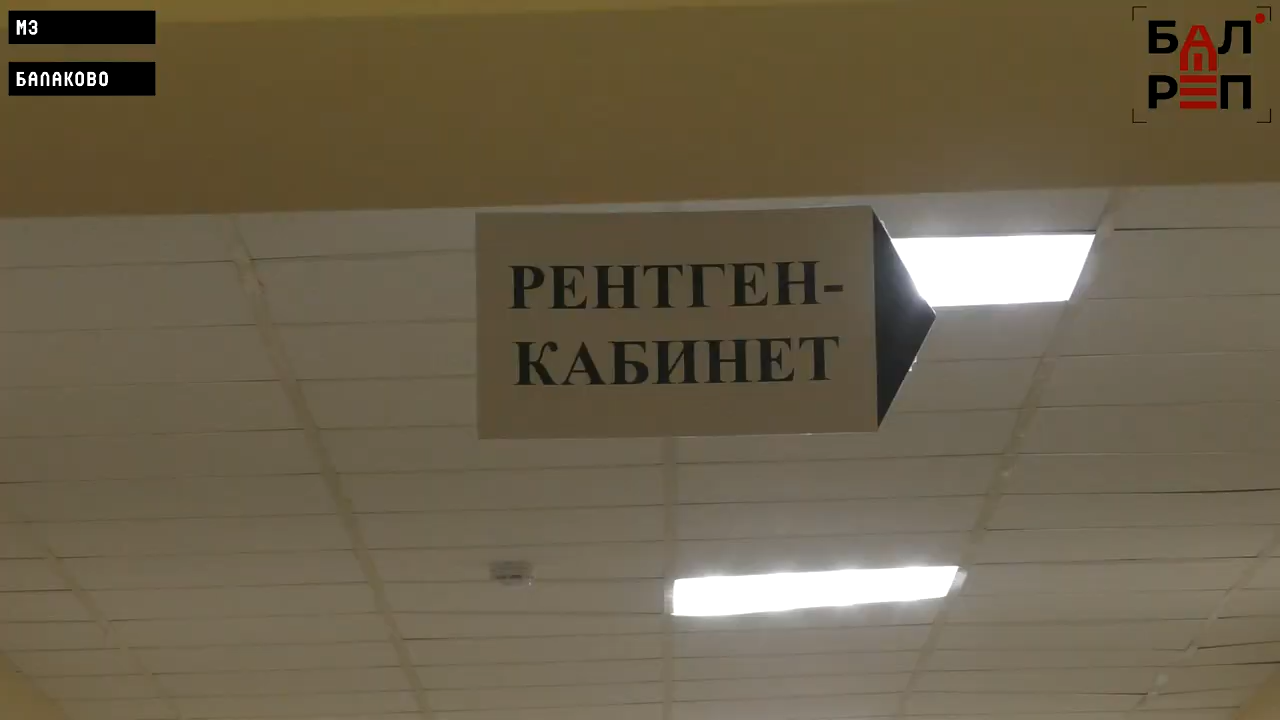 МЗ
БАЛАКОВО
БАЛ
РЕП
РЕНТГЕН-
КАБИНЕТ